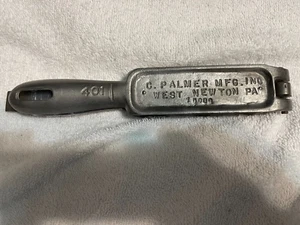 401
C. PALMER MFG. INC
WEST NEWTON PA